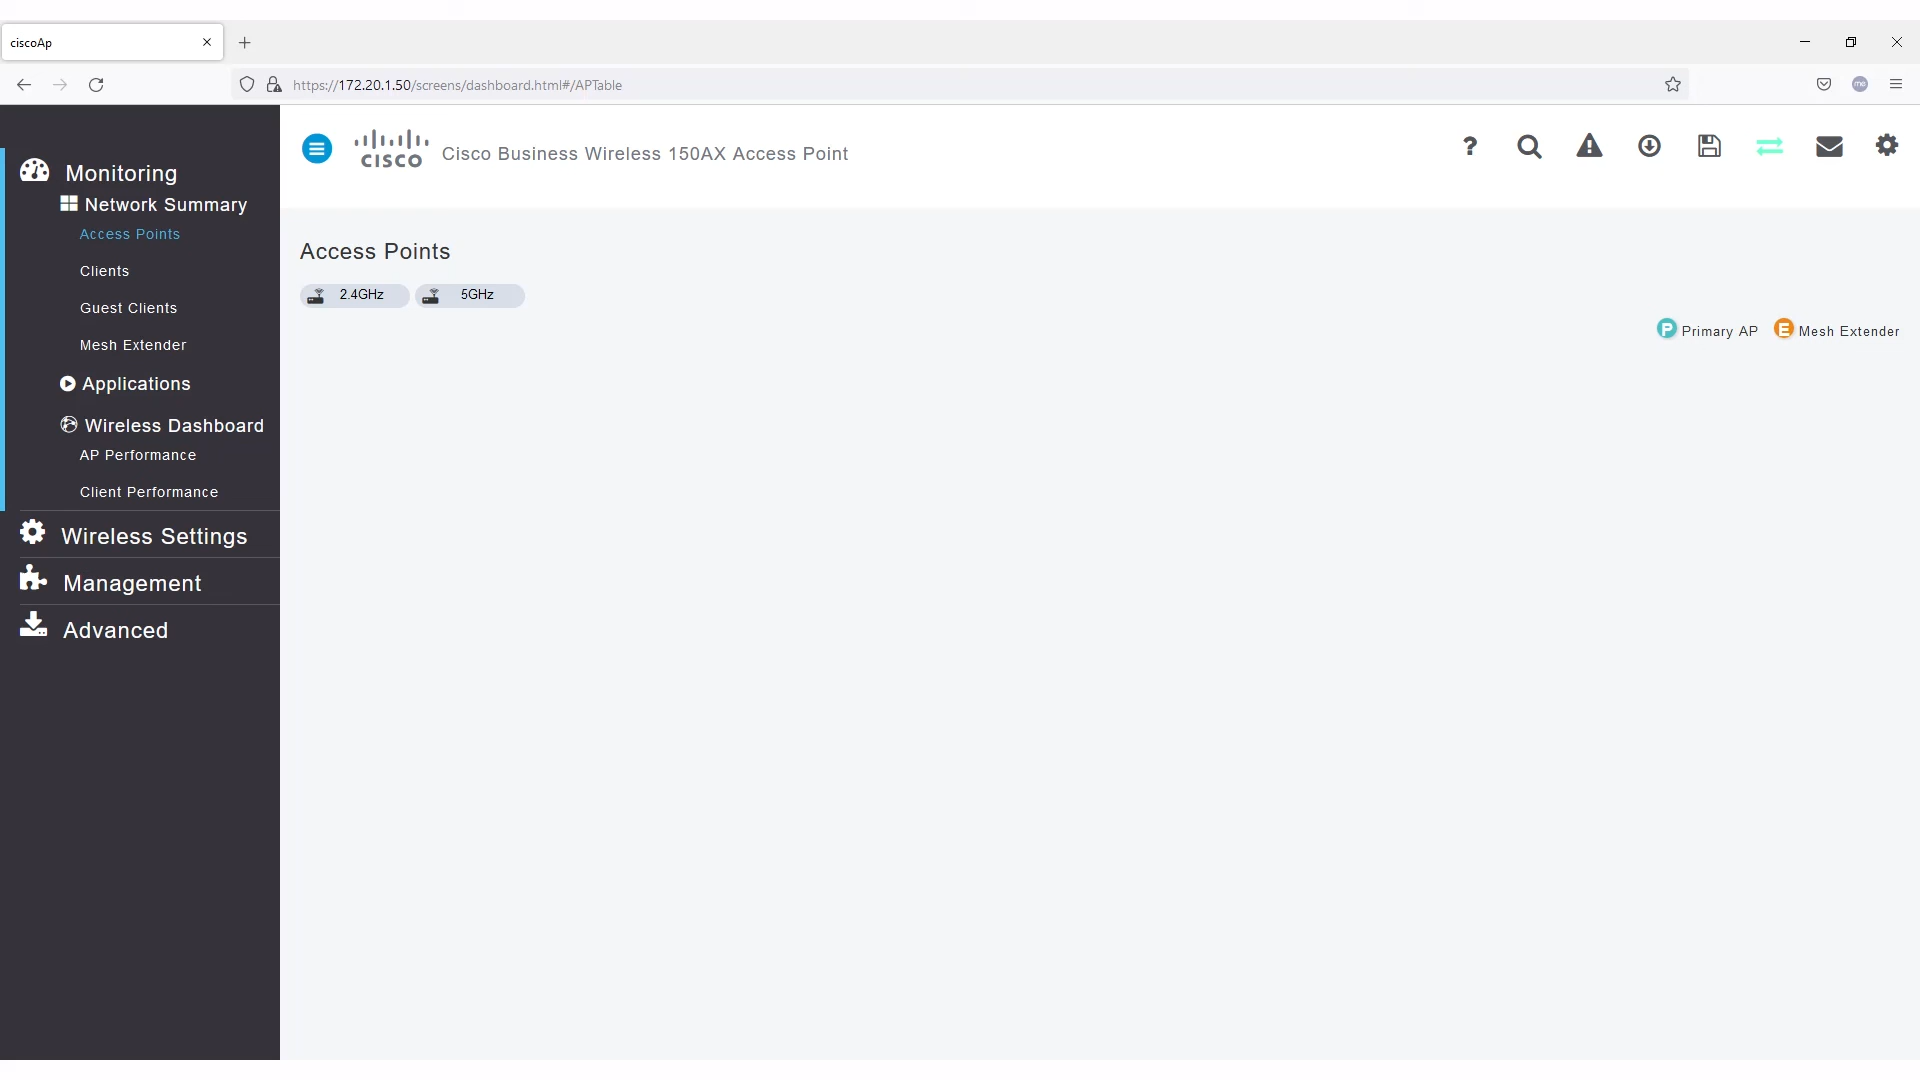 ciscoAp
https://172.20.1.50/screens/dashboard.html#/APTable
me
Monitoring
Network Summary
Access Points
Clients
Guest Clients
Mesh Extender
Applications
Wireless Dashboard
AP Performance
Client Performance
Wireless Settings
Management
Advanced
CISCO Cisco Business Wireless 150AX Access Point
?
Access Points
2.4GHz 5GHz
P Primary AP E Mesh Extender